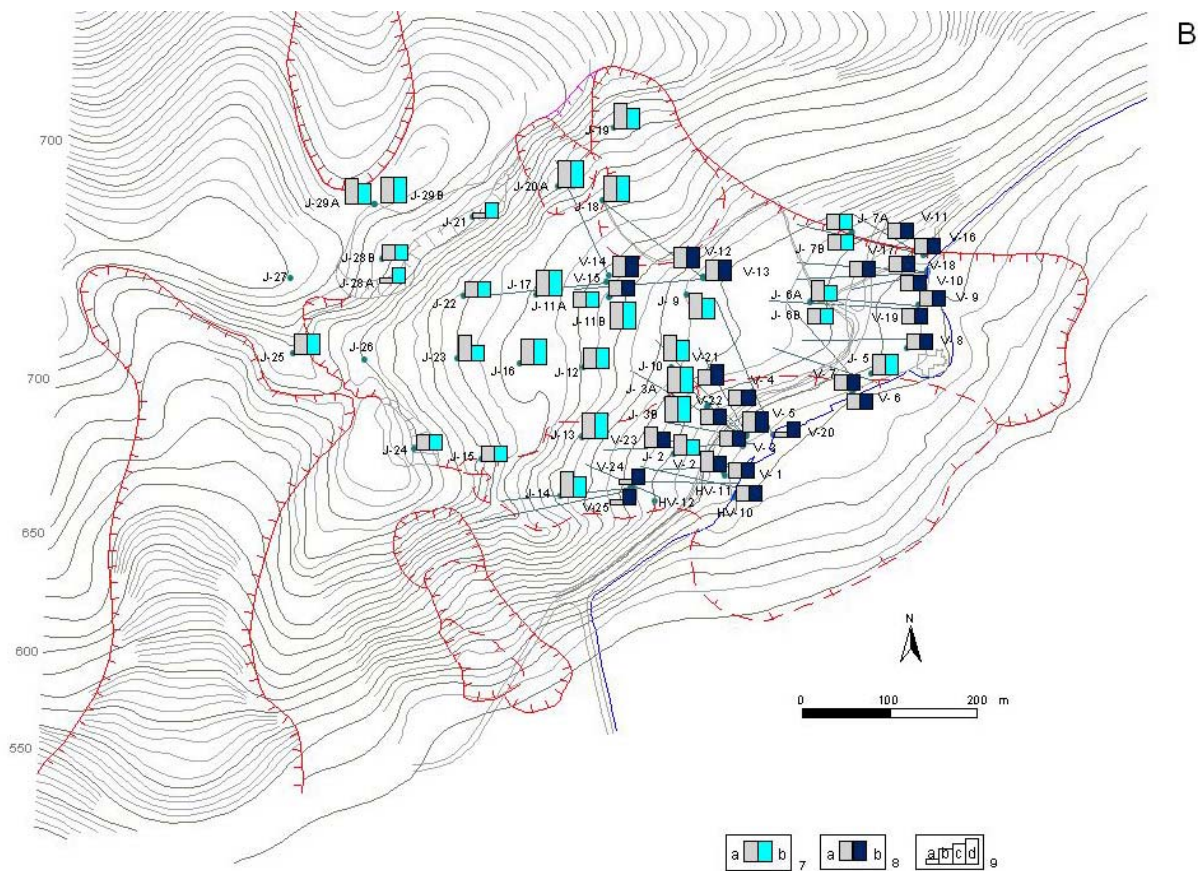 B
700
J-19
J-20A
J-18
J-29A
J-29B
J-21
J-7A
V-11
V-16
J-7B
V-17
V-12
V-14
J-28B
V-18
V-13
V-15
J-27
J-28A
J-17
V-10
J-22
J-11A
J-9
J-6A
V-9
J-11B
J-6B
V-19
V-8
J-25
J-26
J-23
V-21
J-16
J-12
J-10
J-5
700
V-7
V-4
J-3A
V-22
V-6
J-3B
V-5
J-13
V-23
V-20
J-24
J-2
V-3
J-15
V-24
V-2
V-1
HV-11
J-14
V-25
HV-12
HV-10
650
N
600
0 100 200 m
550
a b 7
a b 8
a b c d 9